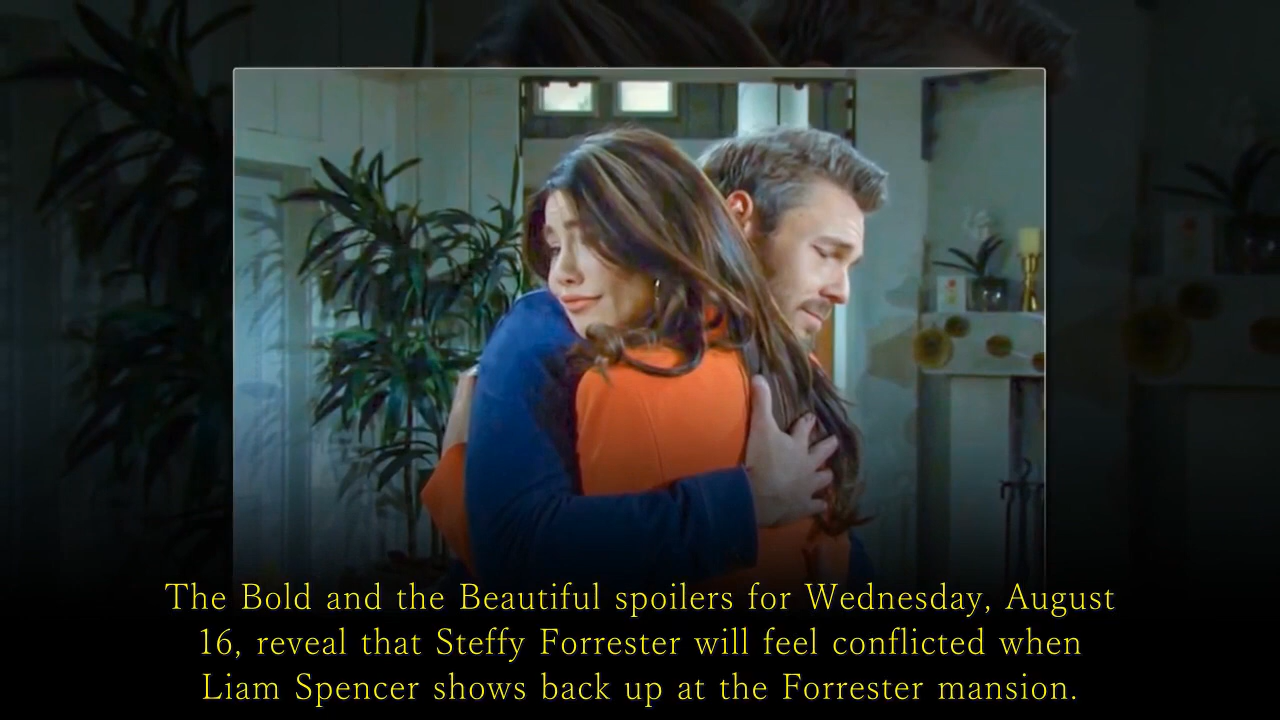 The Bold and the Beautiful spoilers for Wednesday, August
16, reveal that Steffy Forrester will feel conflicted when
Liam Spencer shows back up at the Forrester mansion.